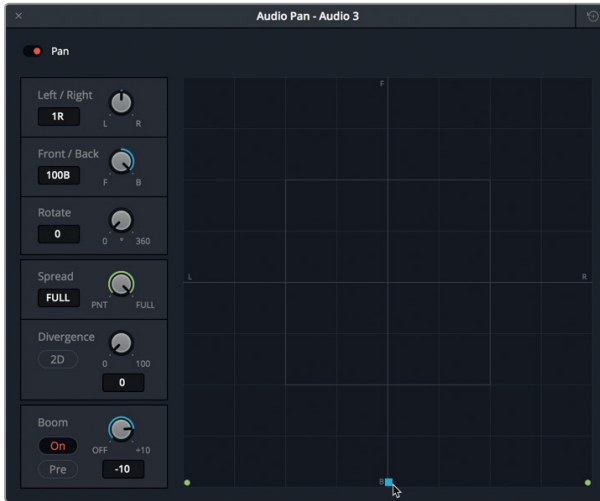 Audio Pan - Audio 3
Pan
Left / Right
1R
L R
Front / Back
100B
F B
Rotate
0
0 ° 360
Spread
FULL
PNT FULL
Divergence
2D
0 100
0
Boom
On
OFF +10
Pre
-10
F
L R
B